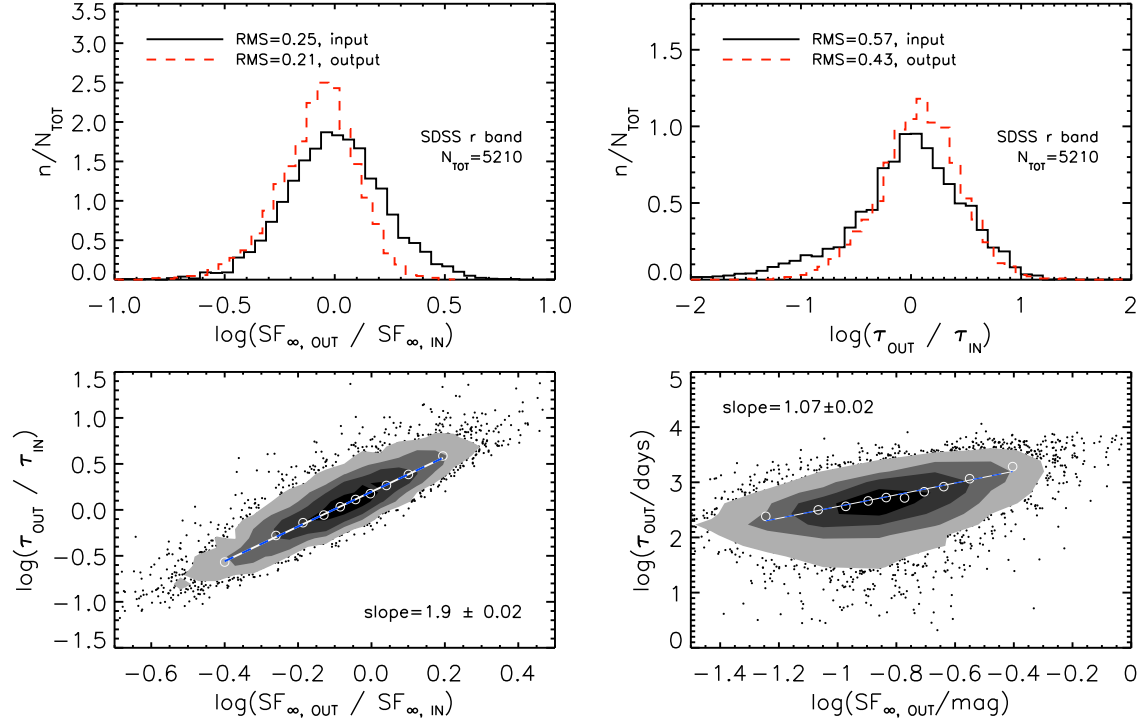 3.5
3.0
2.5
2.0
1.5
1.0
0.5
0.0
n/N_TOT
RMS=0.25, input
RMS=0.21, output
SDSS r band
N_TOT=5210
−1.0 −0.5 0.0 0.5 1.0
log(SF_∞, OUT / SF_∞, IN)
1.5
1.0
0.5
0.0
n/N_TOT
RMS=0.57, input
RMS=0.43, output
SDSS r band
N_TOT=5210
−2 −1 0 1 2
log(τ_OUT / τ_IN)
1.5
1.0
0.5
0.0
−0.5
−1.0
−1.5
log(τ_OUT / τ_IN)
slope=1.9 ± 0.02
−0.6 −0.4 −0.2 0.0 0.2 0.4
log(SF_∞, OUT / SF_∞, IN)
5
4
3
2
1
0
log(τ_OUT/days)
slope=1.07±0.02
−1.4 −1.2 −1 −0.8 −0.6 −0.4 −0.2 0
log(SF_∞, OUT/mag)